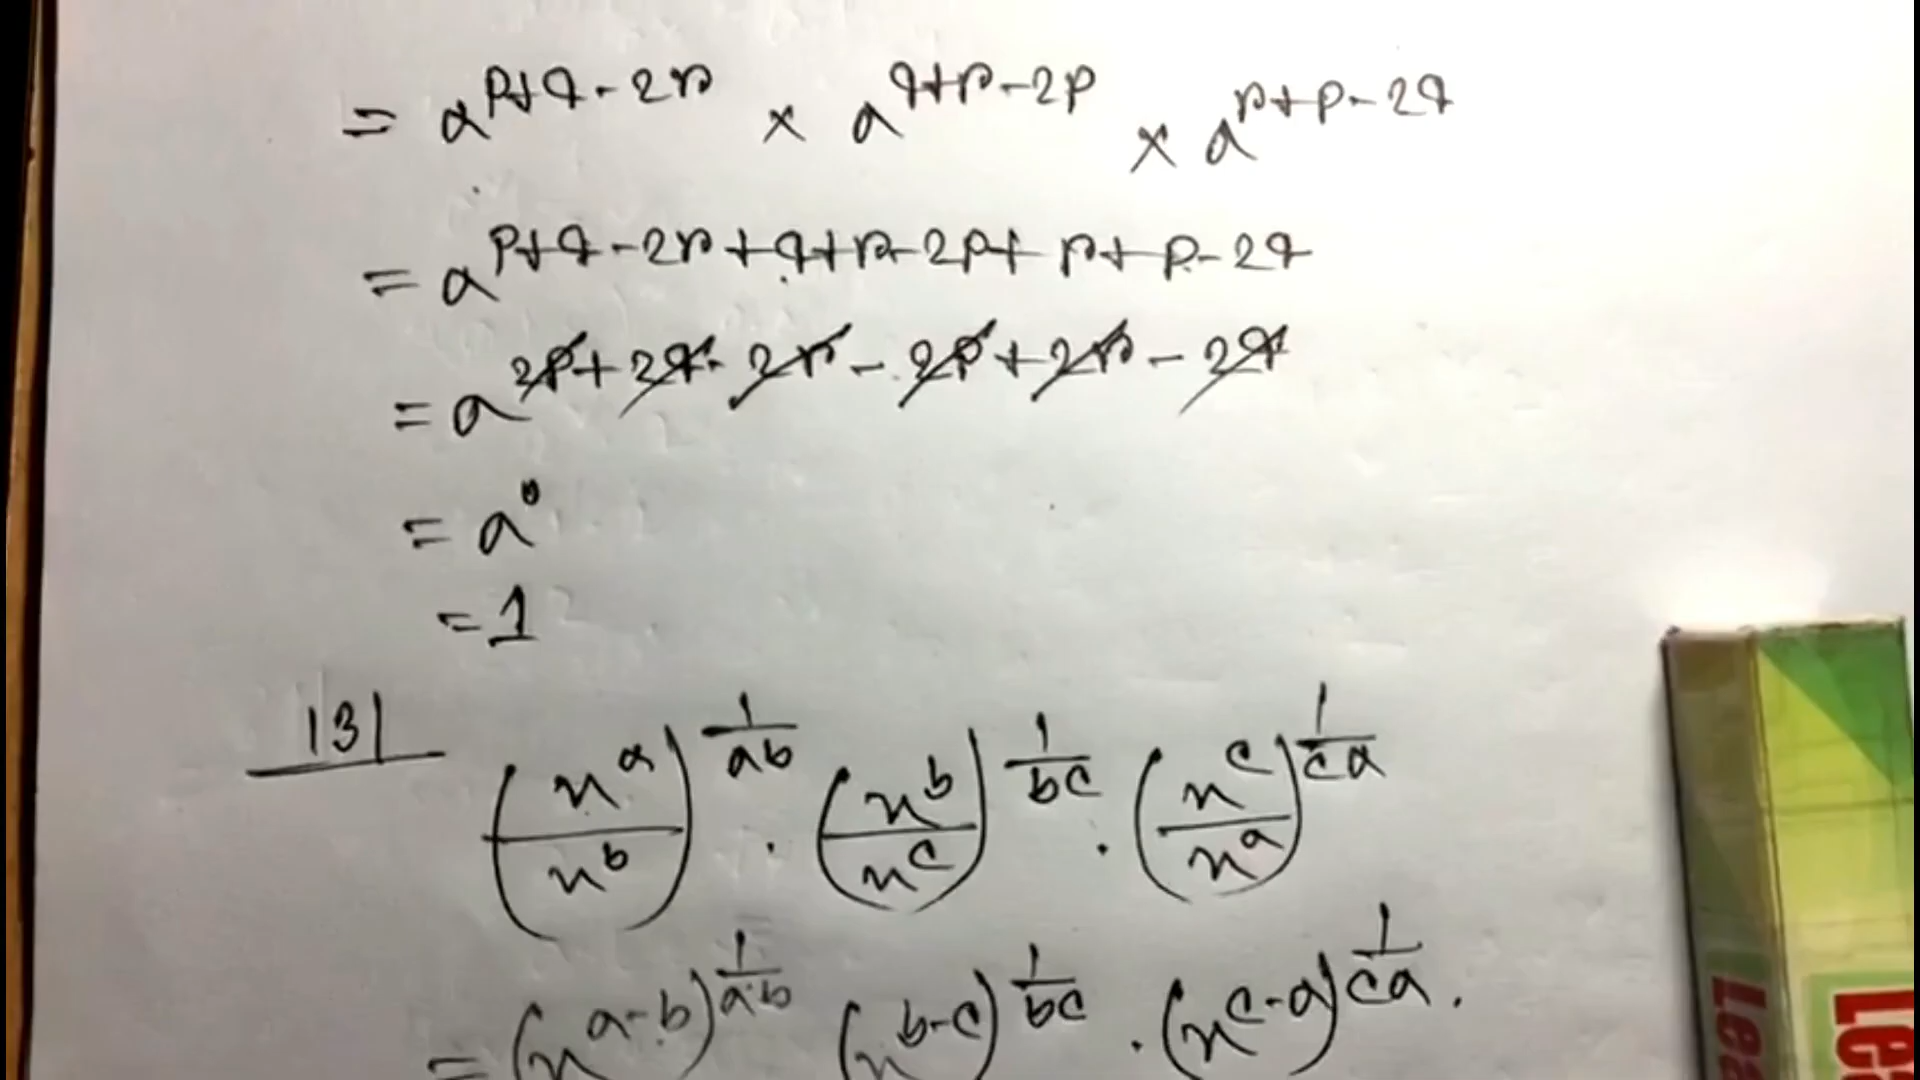 = a^{p+q-2r} × a^{q+r-2p} × a^{r+p-2q}
= a^{p+q-2r+q+r-2p+r+p-2q}
= a^{2p+2q-2r-2p+2r-2q}
= a^0
= 1
131 (x^a/x^b)^{1/ab} · (x^b/x^c)^{1/bc} · (x^c/x^a)^{1/ca}
= (x^{a-b})^{1/ab} (x^{b-c})^{1/bc} · (x^{c-a})^{1/ca} .